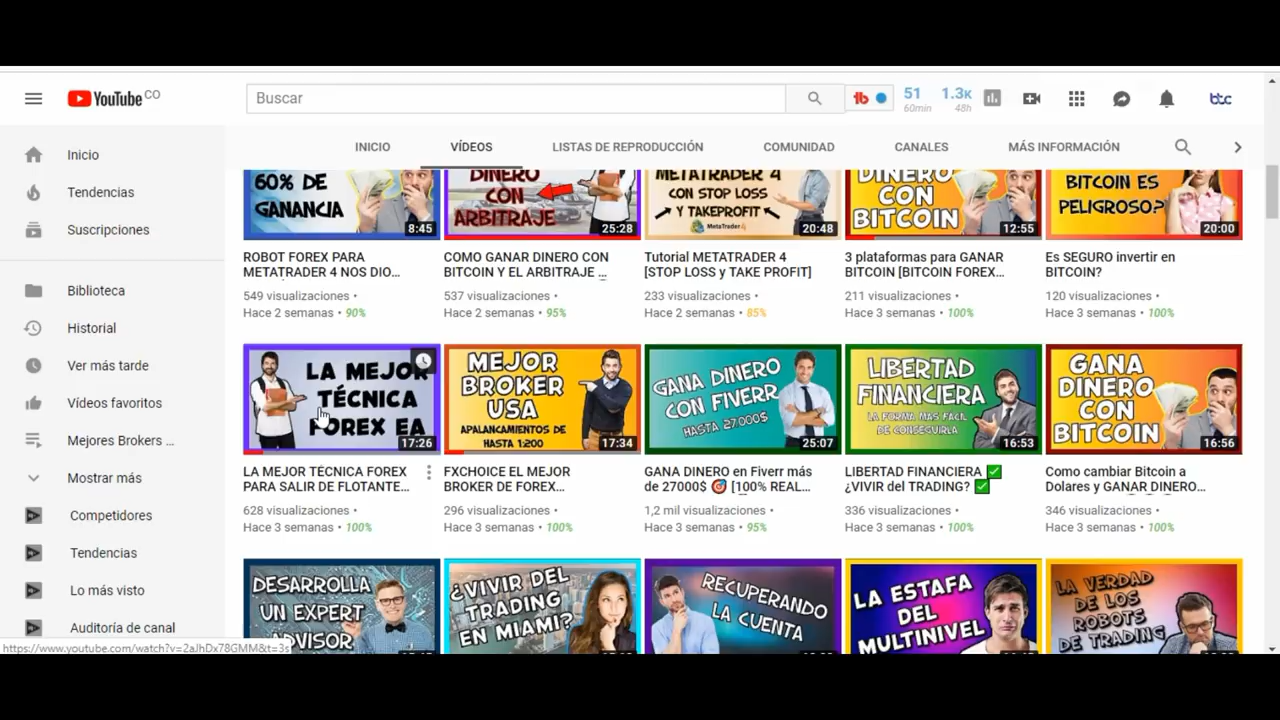 YouTube CO
Buscar
51
60min
1.3K
48h
btc
INICIO
VÍDEOS
LISTAS DE REPRODUCCIÓN
COMUNIDAD
CANALES
MÁS INFORMACIÓN
Inicio
Tendencias
Suscripciones
Biblioteca
Historial
Ver más tarde
Vídeos favoritos
Mejores Brokers ...
Mostrar más
Competidores
Tendencias
Lo más visto
Auditoría de canal
60% DE
GANANCIA
8:45
ROBOT FOREX PARA
METATRADER 4 NOS DIO...
549 visualizaciones •
Hace 2 semanas • 90%
DINERO
CON
ARBITRAJE
25:28
COMO GANAR DINERO CON
BITCOIN Y EL ARBITRAJE ...
537 visualizaciones •
Hace 2 semanas • 95%
METATRADER 4
CON STOP LOSS
Y TAKEPROFIT
MetaTrader 4
20:48
Tutorial METATRADER 4
[STOP LOSS y TAKE PROFIT]
233 visualizaciones •
Hace 2 semanas • 85%
DINERO
CON
BITCOIN
12:55
3 plataformas para GANAR
BITCOIN [BITCOIN FOREX...
211 visualizaciones •
Hace 3 semanas • 100%
BITCOIN ES
PELIGROSO?
20:00
Es SEGURO invertir en
BITCOIN?
120 visualizaciones •
Hace 3 semanas • 100%
LA MEJOR
TÉCNICA
FOREX EA
17:26
LA MEJOR TÉCNICA FOREX
PARA SALIR DE FLOTANTE...
628 visualizaciones •
Hace 3 semanas • 100%
MEJOR
BROKER
USA
APALANCAMIENTOS DE
HASTA 1:200
17:34
FXCHOICE EL MEJOR
BROKER DE FOREX...
296 visualizaciones •
Hace 3 semanas • 100%
GANA DINERO
CON FIVERR
HASTA 27.000$
25:07
GANA DINERO en Fiverr más
de 27000$ 🎯 [100% REAL...
1,2 mil visualizaciones •
Hace 3 semanas • 95%
LIBERTAD
FINANCIERA
LA FORMA MAS FACIL
DE CONSEGUIRLA
16:53
LIBERTAD FINANCIERA ✅
¿VIVIR del TRADING? ✅
336 visualizaciones •
Hace 3 semanas • 100%
GANA
DINERO
CON
BITCOIN
16:56
Como cambiar Bitcoin a
Dolares y GANAR DINERO...
346 visualizaciones •
Hace 3 semanas • 100%
DESARROLLA
UN EXPERT
ADVISOR
¿VIVIR DEL
TRADING
EN MIAMI?
RECUPERANDO
LA CUENTA
LA ESTAFA
DEL
MULTINIVEL
LA VERDAD
DE LOS
ROBOTS
DE TRADING
https://www.youtube.com/watch?v=2aJhDx78GMM&t=3s